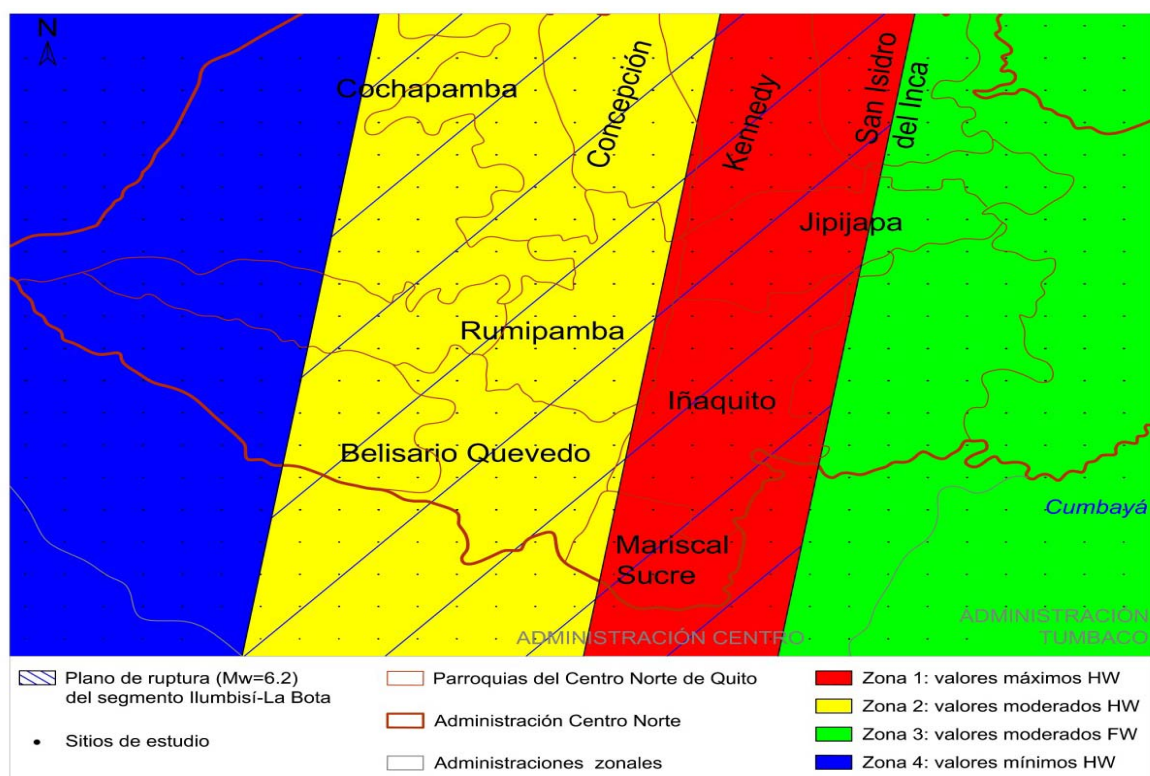 N
Cochapamba
Concepción
Kennedy
San Isidro
del Inca
Jipijapa
Rumipamba
Iñaquito
Belisario Quevedo
Cumbayá
Mariscal
Sucre
ADMINISTRACIÓN CENTRO
ADMINISTRACIÓN
TUMBACO
Plano de ruptura (Mw=6.2)
del segmento Ilumbisí-La Bota
Sitios de estudio
Parroquias del Centro Norte de Quito
Administración Centro Norte
Administraciones zonales
Zona 1: valores máximos HW
Zona 2: valores moderados HW
Zona 3: valores moderados FW
Zona 4: valores mínimos HW